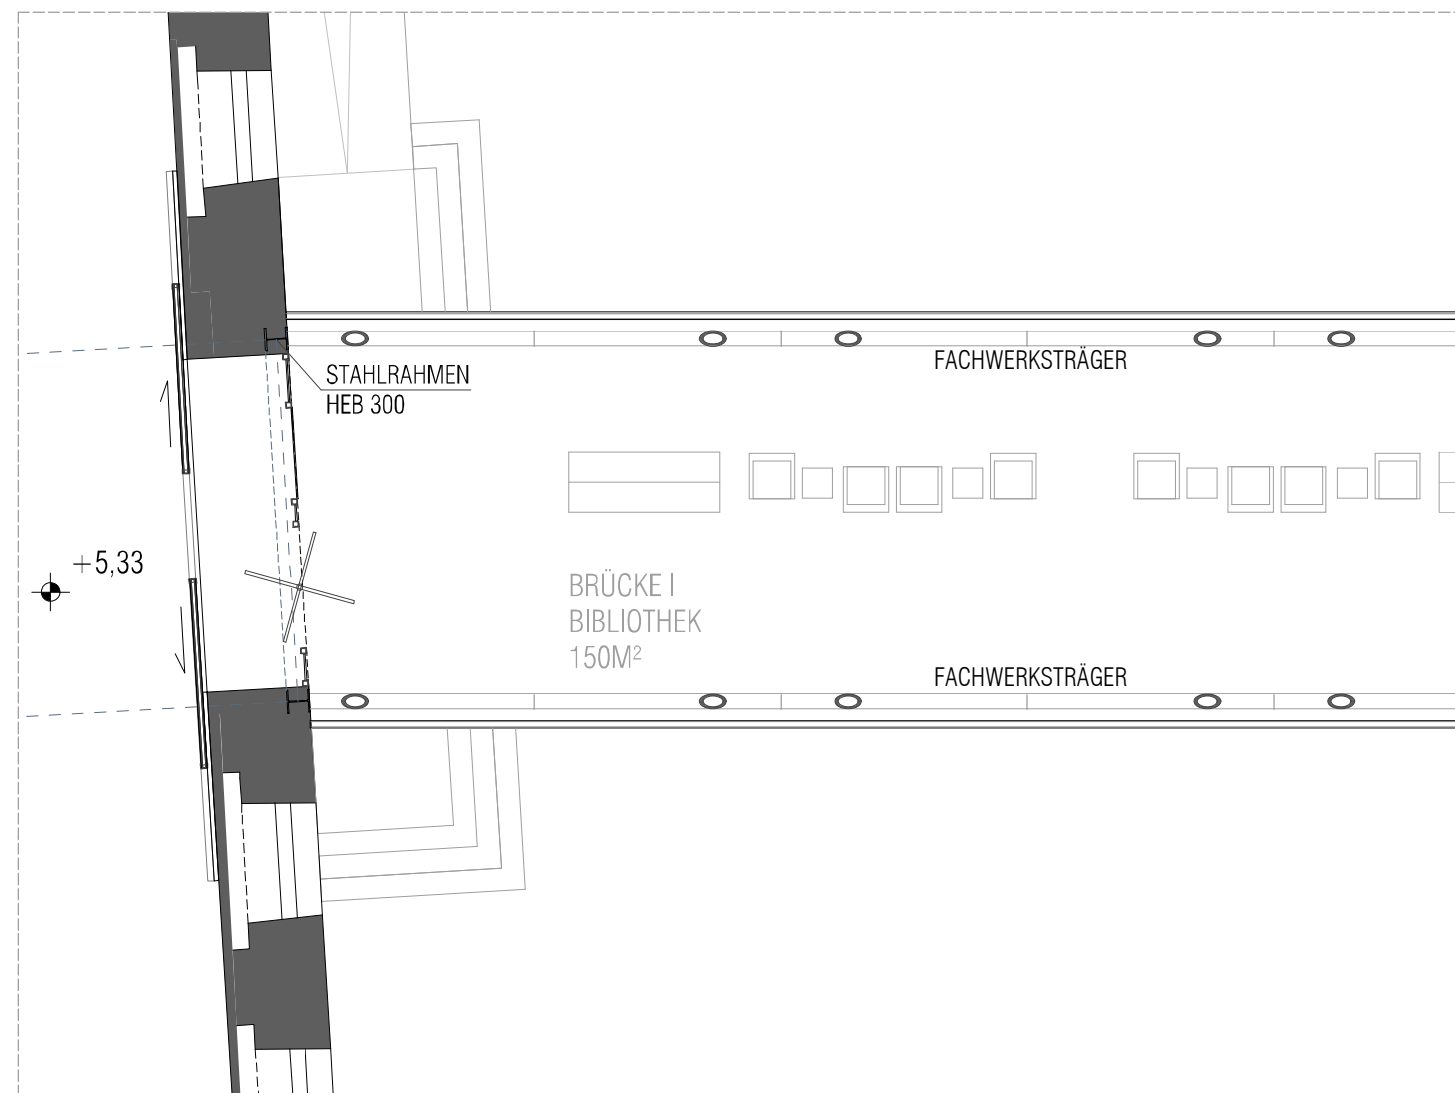 FACHWERKSTRÄGER
STAHLRAHMEN
HEB 300
+5,33
BRÜCKE I
BIBLIOTHEK
150M²
FACHWERKSTRÄGER